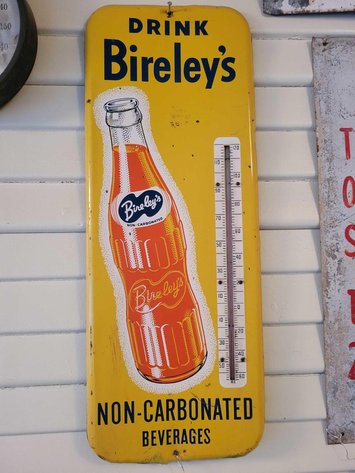 DRINK
Bireley's
Bireley's
NON-CARBONATED
Bireley's
NON-CARBONATED
BEVERAGES
T
O
S